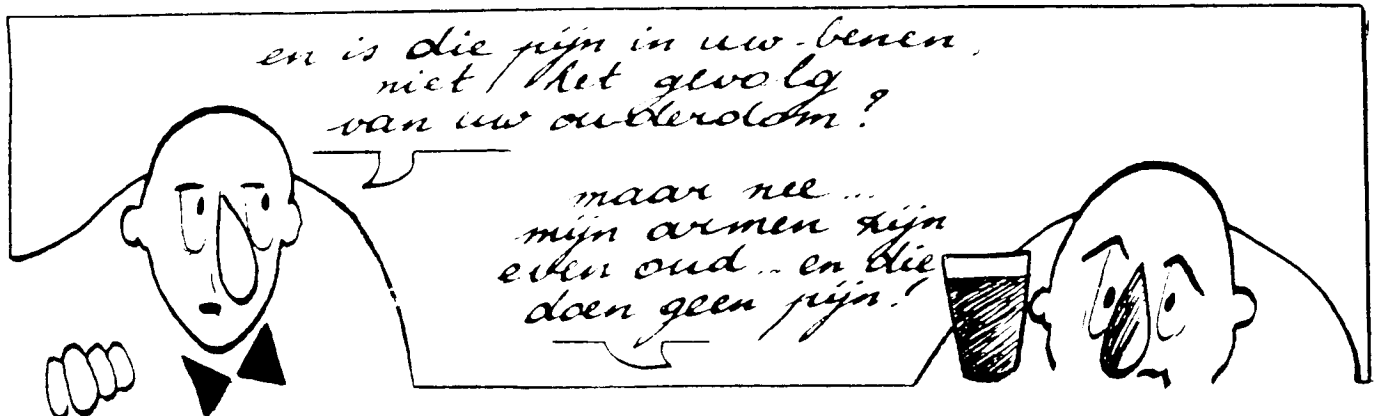 en is die pijn in uw benen,
niet het gevolg
van uw ouderdom?
maar nee...
mijn armen zijn
even oud... en die
doen geen pijn!